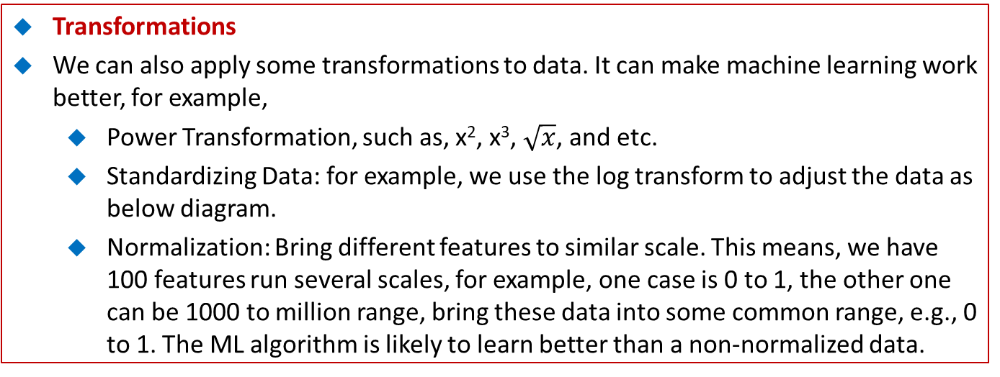 Transformations
We can also apply some transformations to data. It can make machine learning work
better, for example,
Power Transformation, such as, x², x³, √x, and etc.
Standardizing Data: for example, we use the log transform to adjust the data as
below diagram.
Normalization: Bring different features to similar scale. This means, we have
100 features run several scales, for example, one case is 0 to 1, the other one
can be 1000 to million range, bring these data into some common range, e.g., 0
to 1. The ML algorithm is likely to learn better than a non-normalized data.